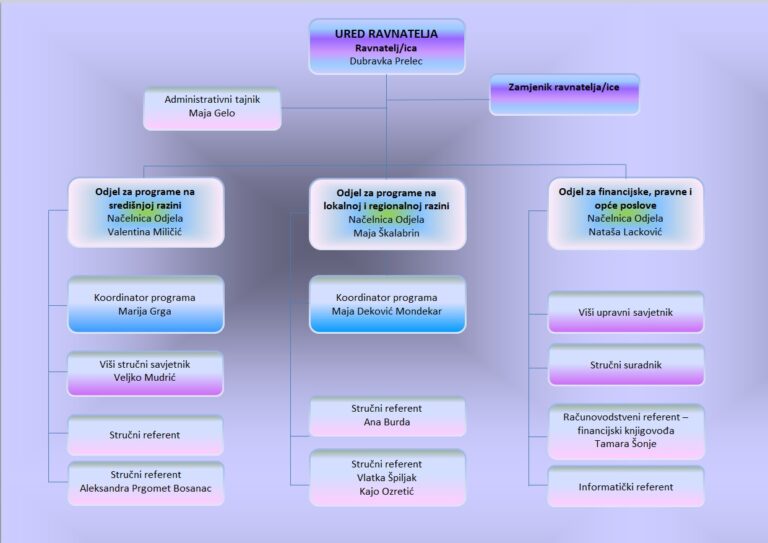 URED RAVNATELJA
Ravnatelj/ica
Dubravka Prelec
Administrativni tajnik
Maja Gelo
Zamjenik ravnatelja/ice
Odjel za programe na
središnjoj razini
Načelnica Odjela
Valentina Miličić
Koordinator programa
Marija Grga
Viši stručni savjetnik
Veljko Mudrić
Stručni referent
Stručni referent
Aleksandra Prgomet Bosanac
Odjel za programe na
lokalnoj i regionalnoj razini
Načelnica Odjela
Maja Škalabrin
Koordinator programa
Maja Deković Mondekar
Stručni referent
Ana Burda
Stručni referent
Vlatka Špiljak
Kajo Ozretić
Odjel za financijske, pravne i
opće poslove
Načelnica Odjela
Nataša Lacković
Viši upravni savjetnik
Stručni suradnik
Računovodstveni referent –
financijski knjigovođa
Tamara Šonje
Informatički referent